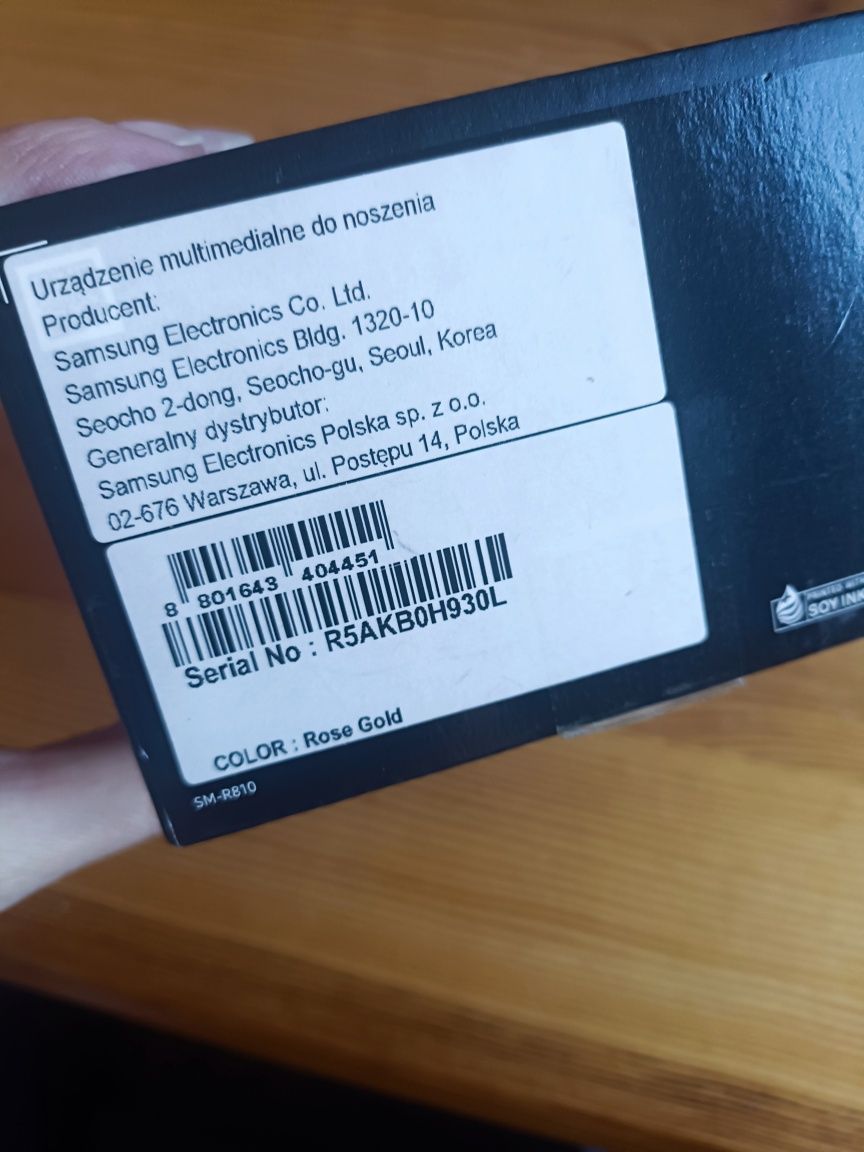 Urządzenie multimedialne do noszenia
Producent:
Samsung Electronics Co. Ltd.
Samsung Electronics Bldg. 1320-10
Seocho 2-dong, Seocho-gu, Seoul, Korea
Generalny dystrybutor:
Samsung Electronics Polska sp. z o.o.
02-676 Warszawa, ul. Postępu 14, Polska
8 801643 404451
Serial No : R5AKB0H930L
COLOR : Rose Gold
SM-R810
PRINTED WITH
SOY INK